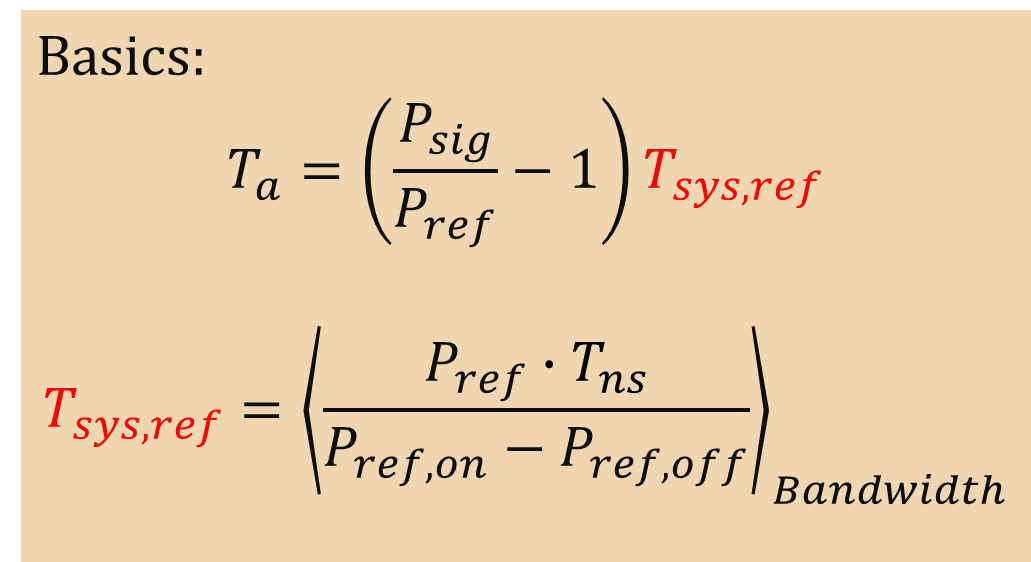 Basics:
T_a = (P_sig / P_ref − 1) T_sys,ref
T_sys,ref = ⟨ P_ref · T_ns / (P_ref,on − P_ref,off) ⟩_Bandwidth